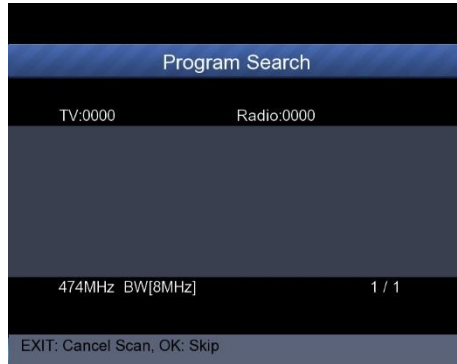 Program Search
TV:0000 Radio:0000
474MHz BW[8MHz] 1 / 1
EXIT: Cancel Scan, OK: Skip